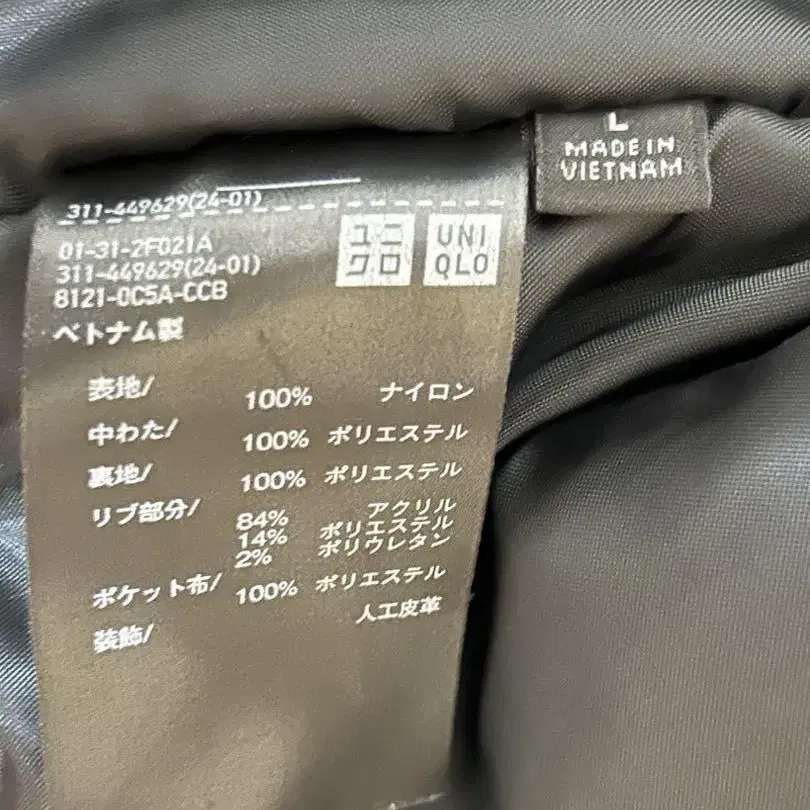 311-449629(24-01)
01-31-2F021A
311-449629(24-01)
8121-0C5A-CCB
ベトナム製
ユニ
クロ
UNI
QLO
L
MADE IN
VIETNAM
表地/ 100% ナイロン
中わた/ 100% ポリエステル
裏地/ 100% ポリエステル
リブ部分/ 84% アクリル
14% ポリエステル
2% ポリウレタン
ポケット布/ 100% ポリエステル
装飾/ 人工皮革